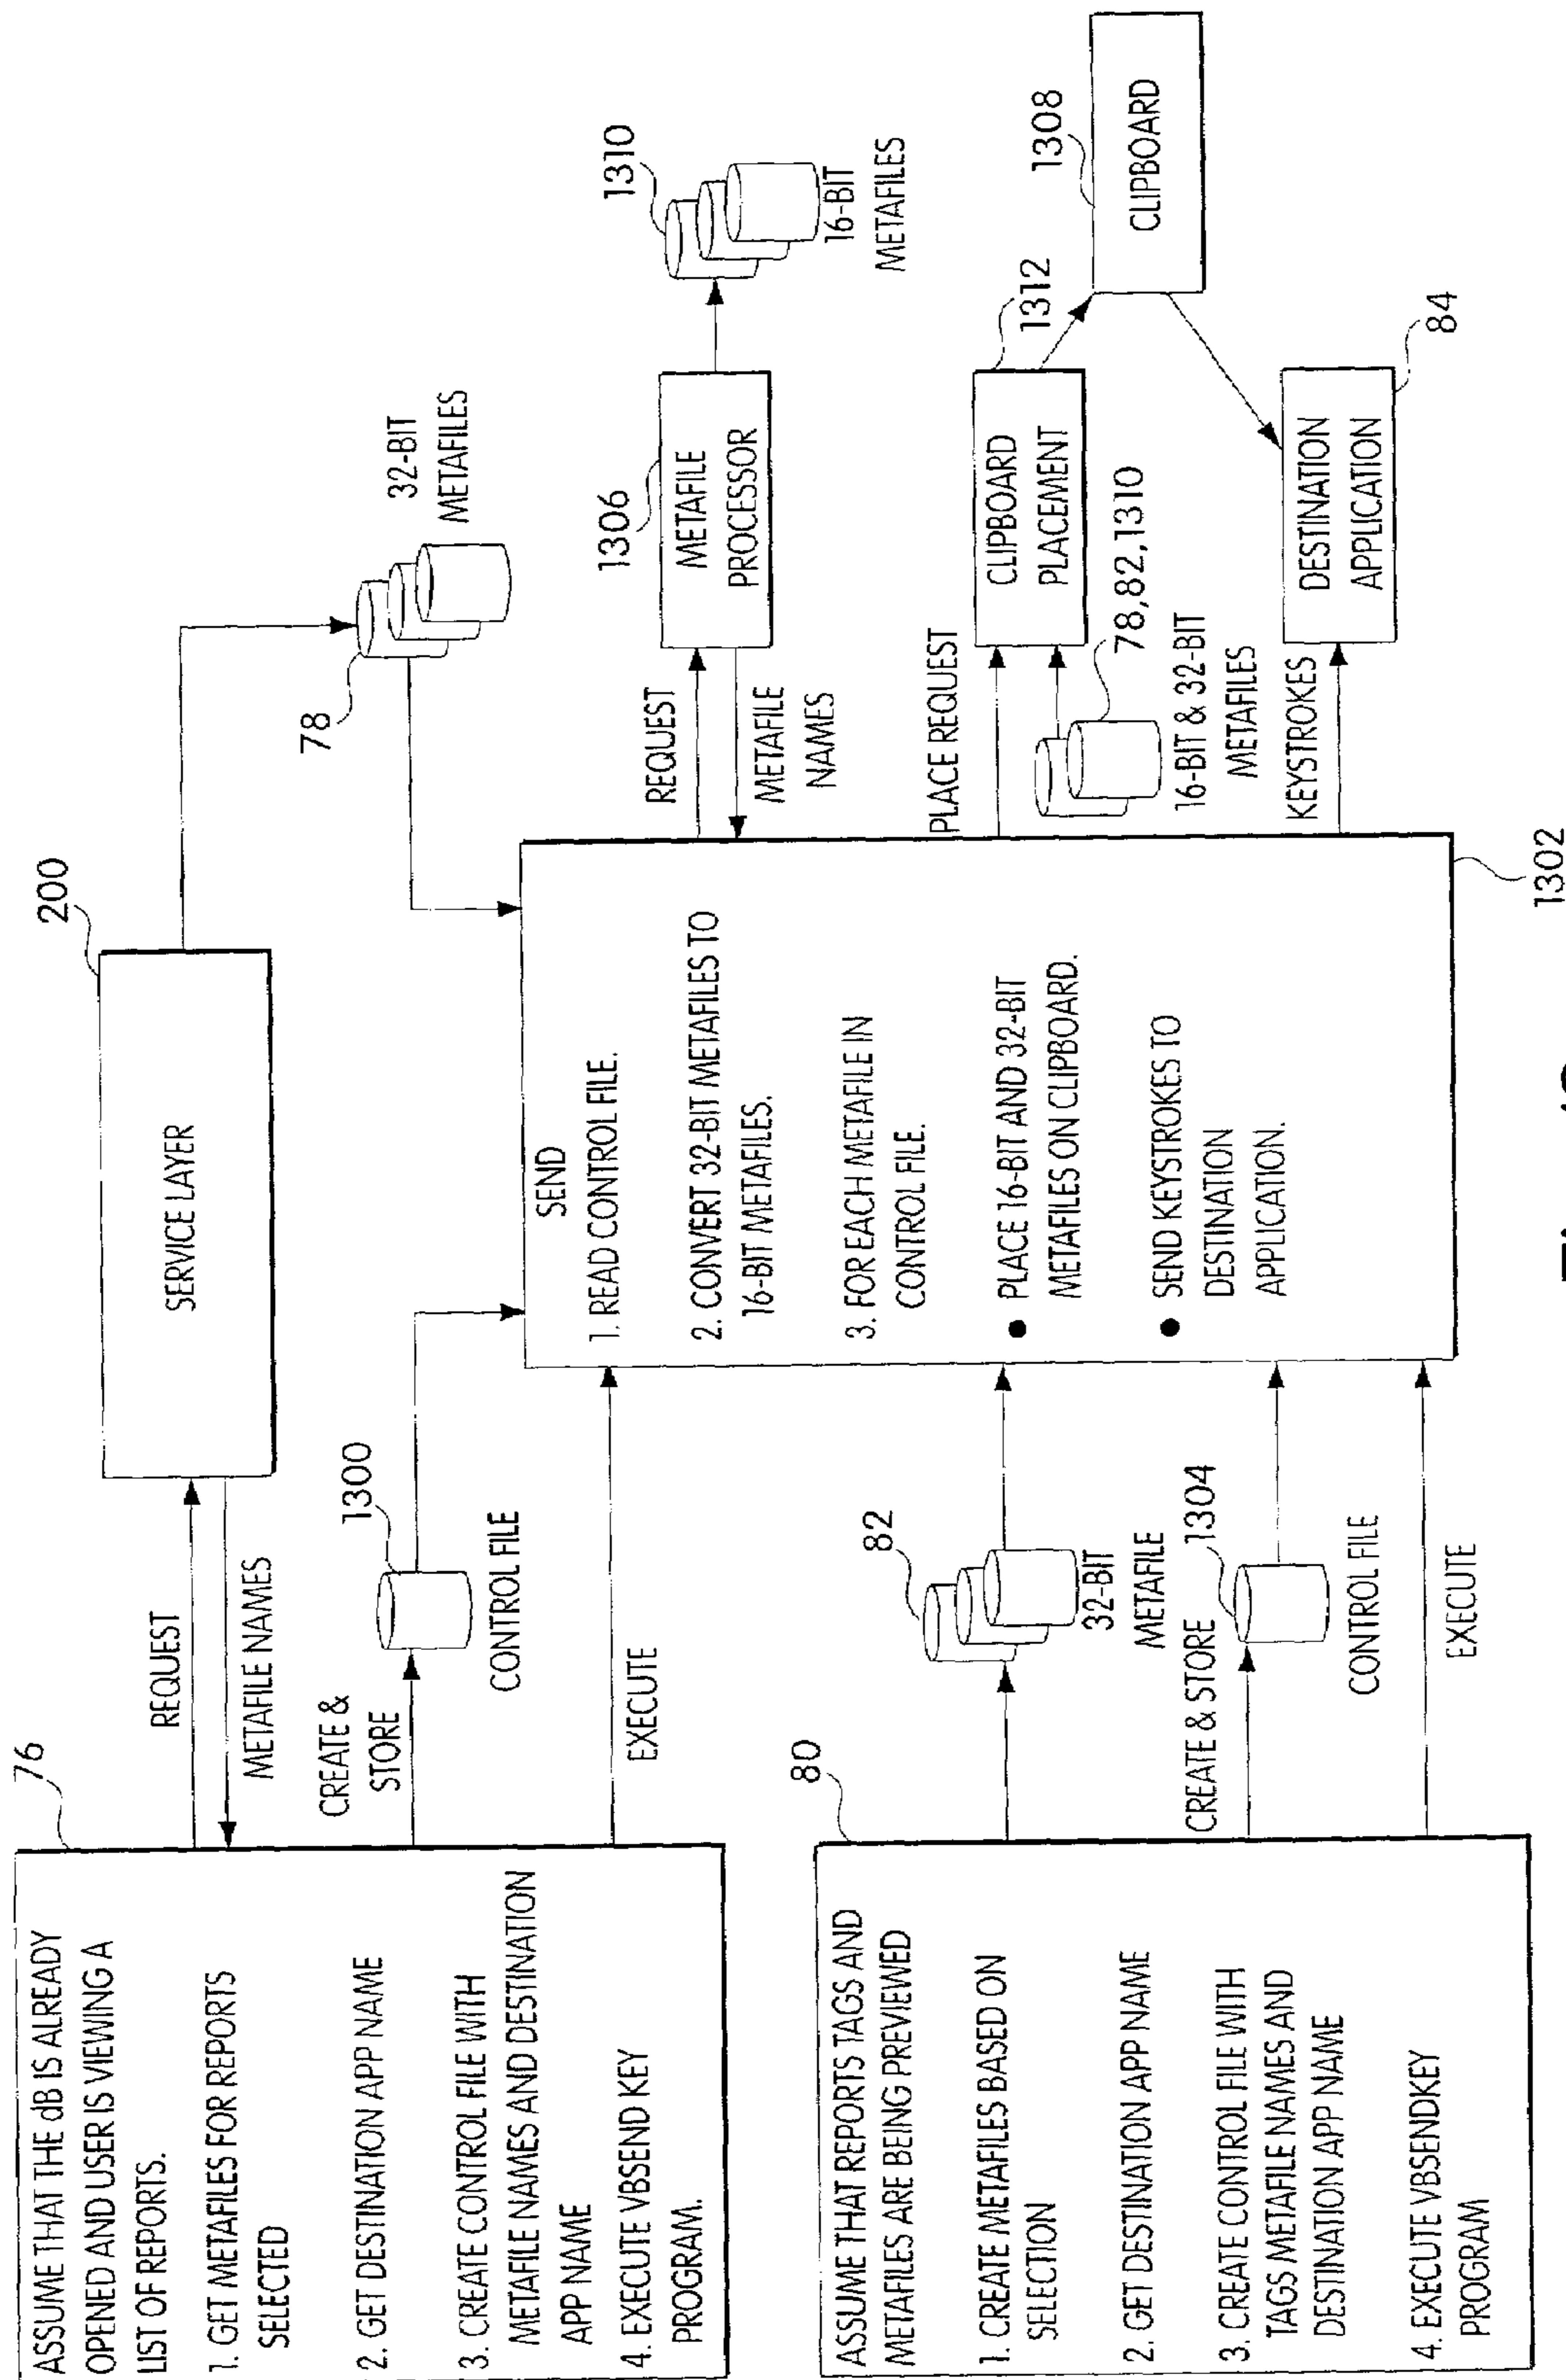 ASSUME THAT THE dB IS ALREADY
OPENED AND USER IS VIEWING A
LIST OF REPORTS.
1. GET METAFILES FOR REPORTS
SELECTED
2. GET DESTINATION APP NAME
3. CREATE CONTROL FILE WITH
METAFILE NAMES AND DESTINATION
APP NAME
4. EXECUTE VBSEND KEY
PROGRAM.
76
REQUEST
METAFILE NAMES
CREATE &
STORE
1300
CONTROL FILE
EXECUTE
SERVICE LAYER
200
78
32-BIT
METAFILES
ASSUME THAT REPORTS TAGS AND
METAFILES ARE BEING PREVIEWED
1. CREATE METAFILES BASED ON
SELECTION
2. GET DESTINATION APP NAME
3. CREATE CONTROL FILE WITH
TAGS METAFILE NAMES AND
DESTINATION APP NAME
4. EXECUTE VBSENDKEY
PROGRAM
80
82
32-BIT
METAFILE
CREATE & STORE
1304
CONTROL FILE
EXECUTE
SEND
1. READ CONTROL FILE.
2. CONVERT 32-BIT METAFILES TO
16-BIT METAFILES.
3. FOR EACH METAFILE IN
CONTROL FILE.
● PLACE 16-BIT AND 32-BIT
METAFILES ON CLIPBOARD.
● SEND KEYSTROKES TO
DESTINATION
APPLICATION.
1302
REQUEST
METAFILE
NAMES
1306
METAFILE
PROCESSOR
1310
16-BIT
METAFILES
PLACE REQUEST
78,82,1310
16-BIT & 32-BIT
METAFILES
CLIPBOARD
PLACEMENT
1312
1308
CLIPBOARD
KEYSTROKES
DESTINATION
APPLICATION
84